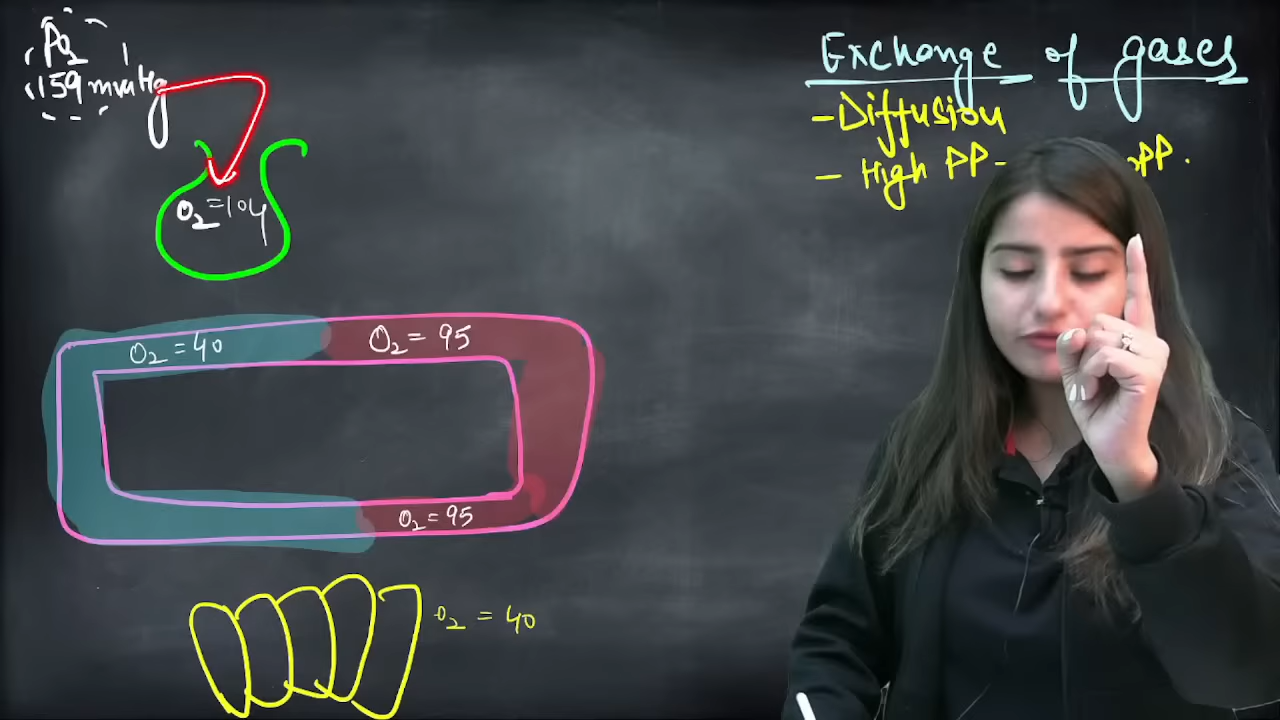 PO2
159 mmHg
O2 = 104
O2 = 40
O2 = 95
O2 = 95
O2 = 40
Exchange of gases
- Diffusion
- High PP - PP.